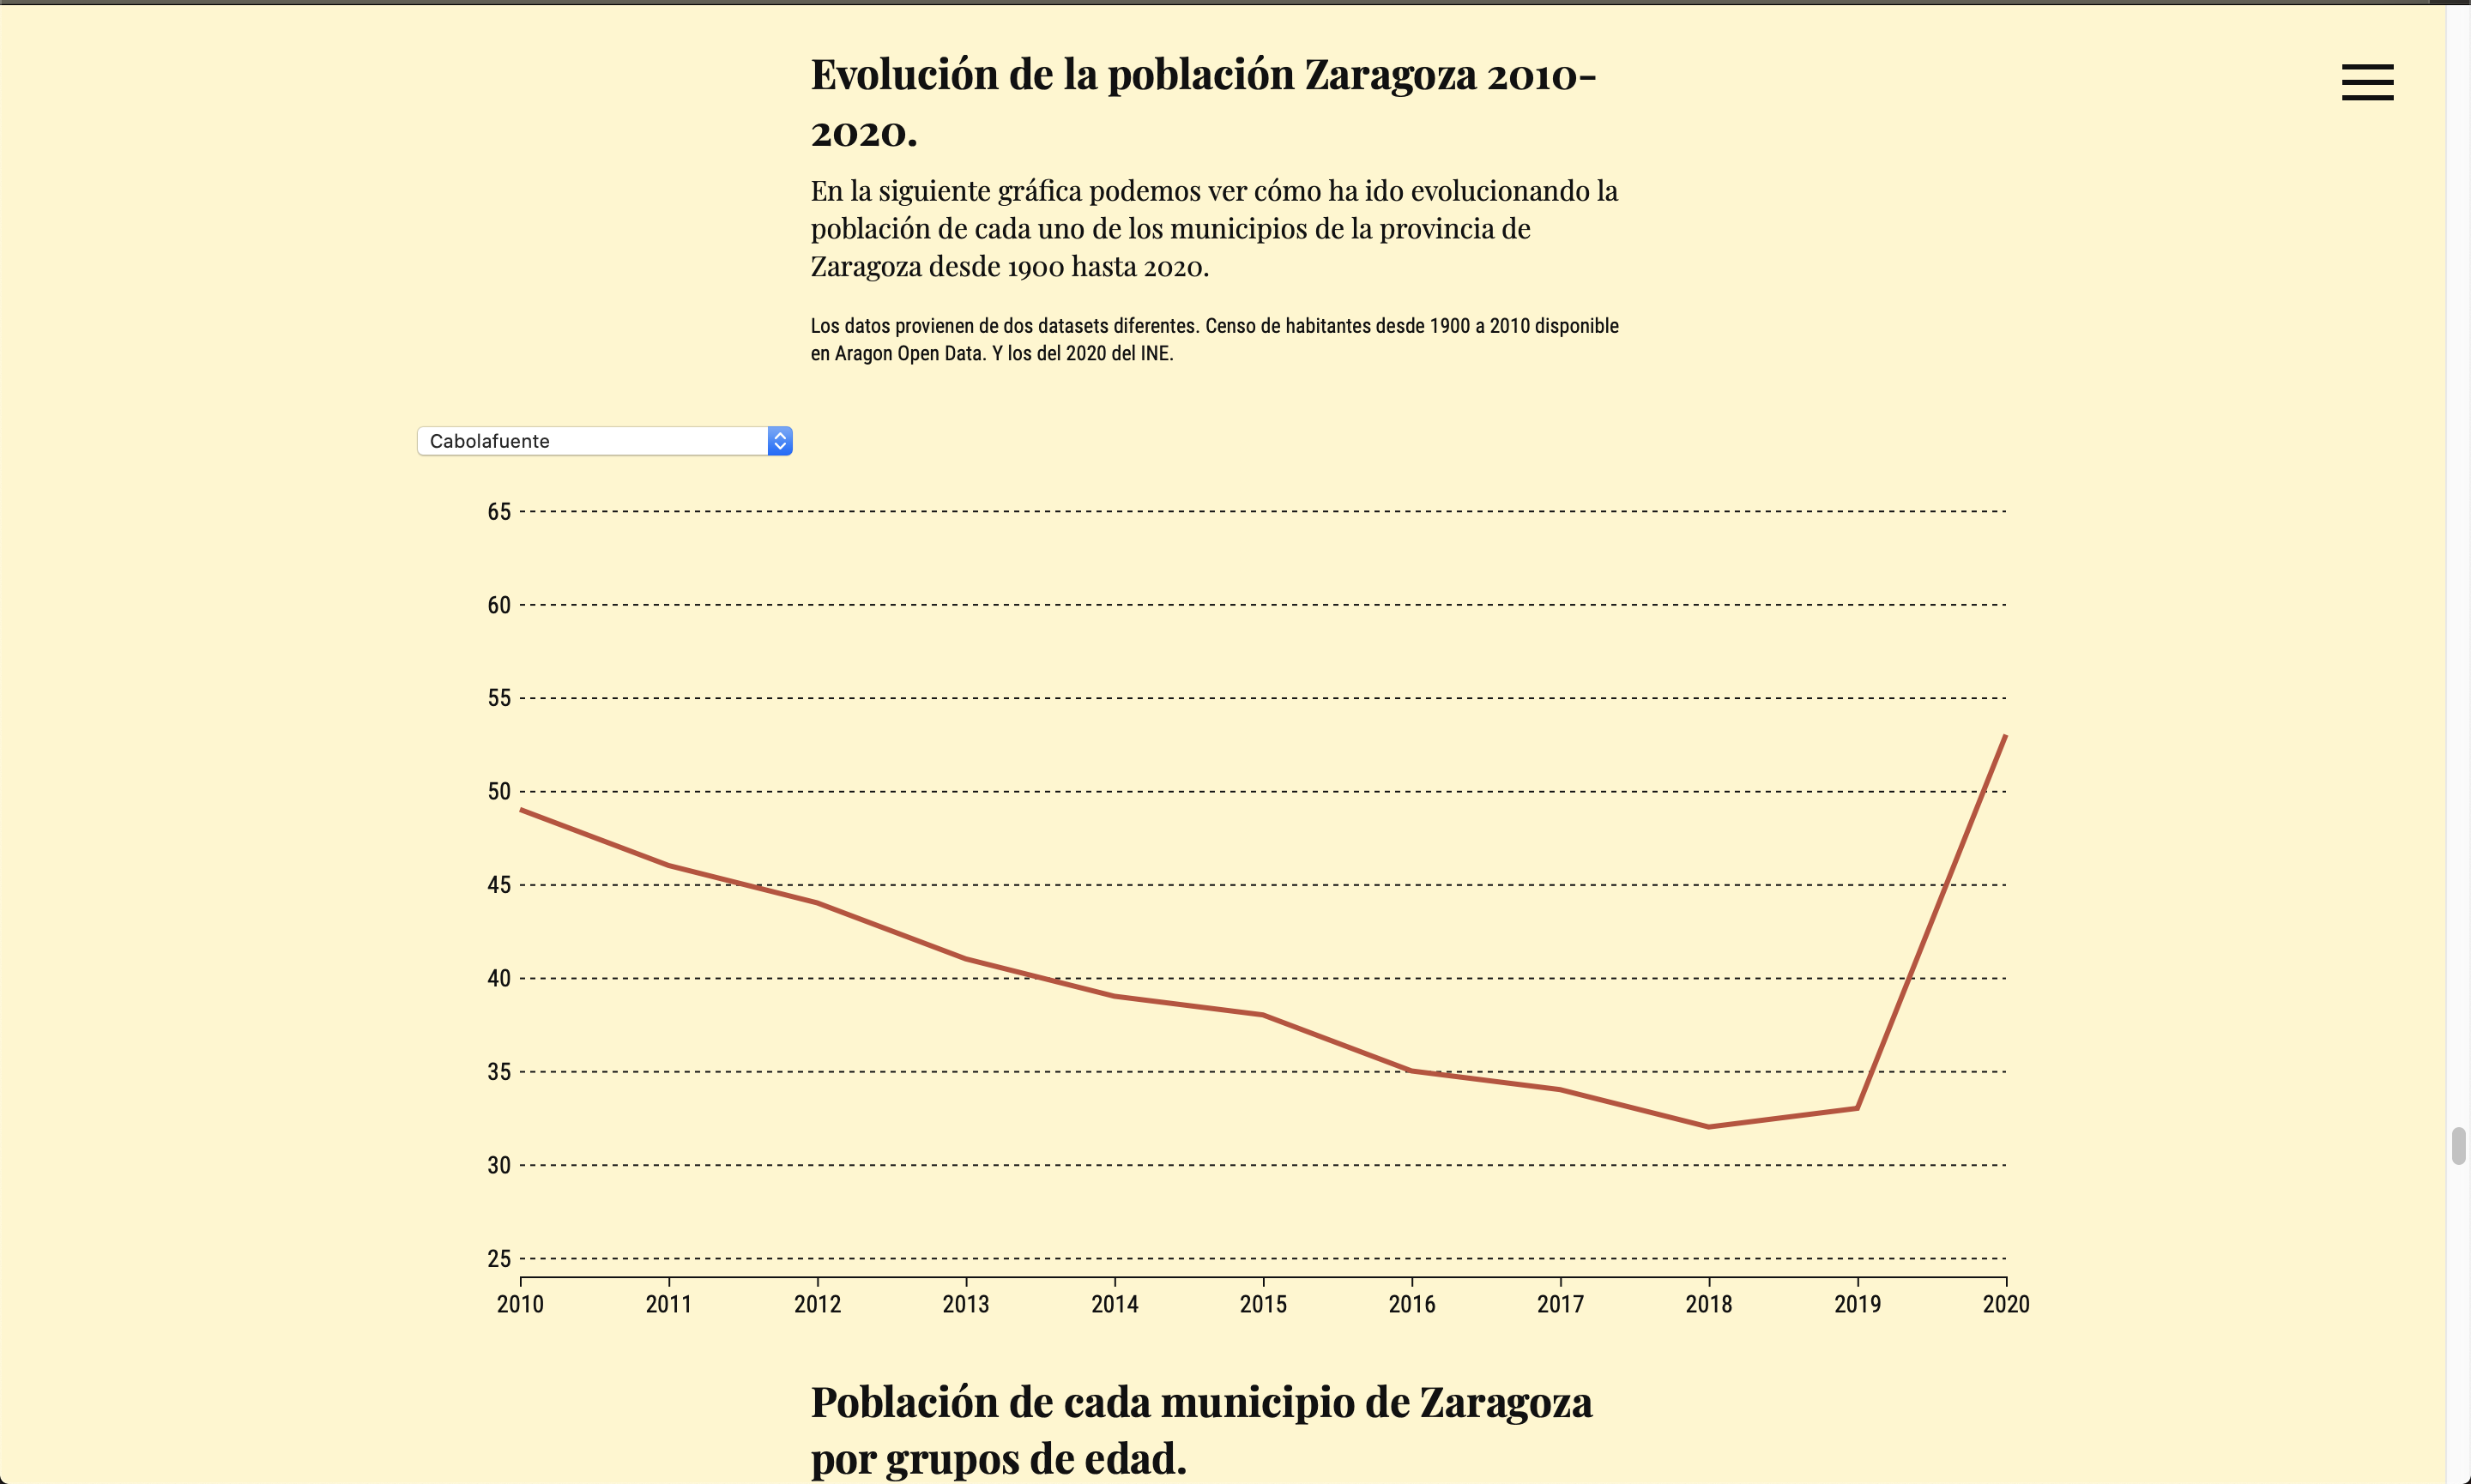 Evolución de la población Zaragoza 2010-
2020.
En la siguiente gráfica podemos ver cómo ha ido evolucionando la
población de cada uno de los municipios de la provincia de
Zaragoza desde 1900 hasta 2020.
Los datos provienen de dos datasets diferentes. Censo de habitantes desde 1900 a 2010 disponible
en Aragon Open Data. Y los del 2020 del INE.
Cabolafuente
65
60
55
50
45
40
35
30
25
2010 2011 2012 2013 2014 2015 2016 2017 2018 2019 2020
Población de cada municipio de Zaragoza
por grupos de edad.